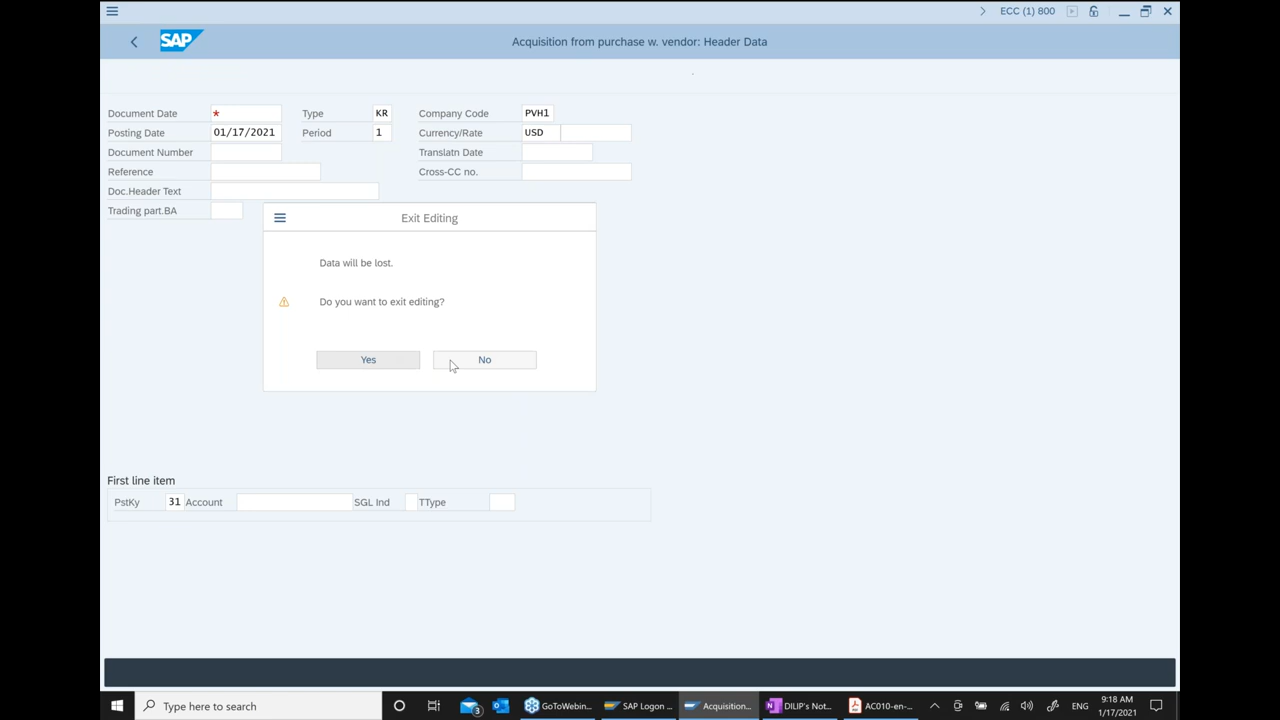 ECC (1) 800
SAP
Acquisition from purchase w. vendor: Header Data
Document Date * Type KR Company Code PVH1
Posting Date 01/17/2021 Period 1 Currency/Rate USD
Document Number Translatn Date
Reference Cross-CC no.
Doc.Header Text
Trading part.BA
Exit Editing
Data will be lost.
Do you want to exit editing?
Yes No
First line item
PstKy 31 Account SGL Ind TType
Type here to search 3 GoToWebin... SAP Logon ... Acquisition... DILIP's Not... AC010-en-... ENG 9:18 AM
1/17/2021